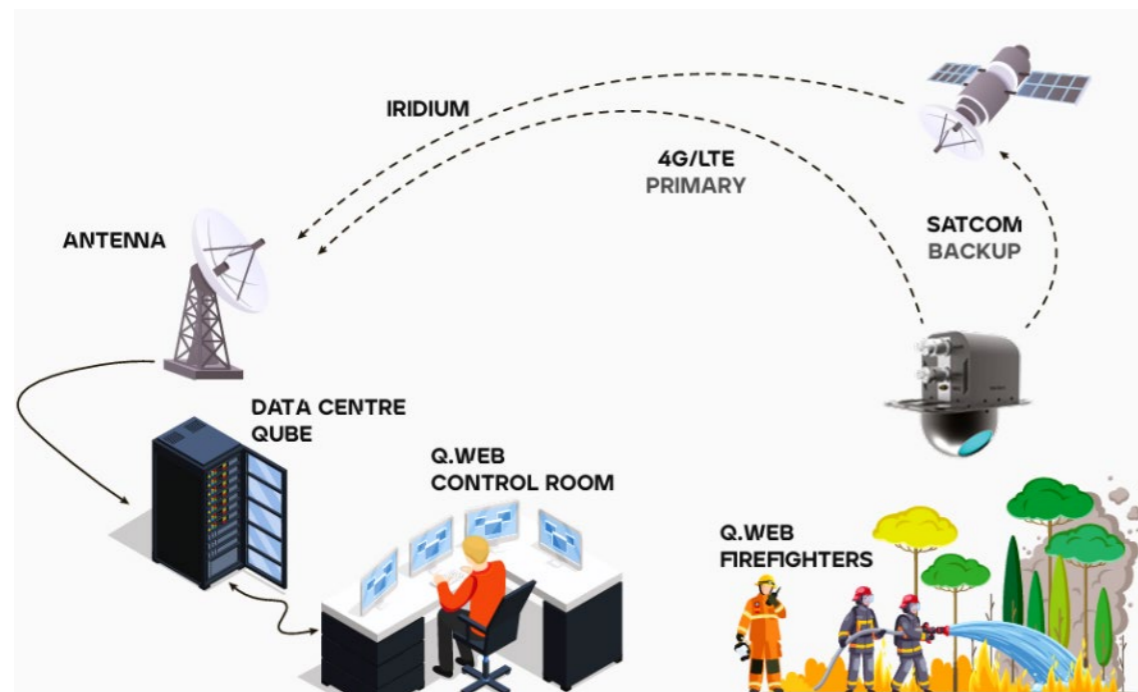 IRIDIUM
4G/LTE
PRIMARY
SATCOM
BACKUP
ANTENNA
DATA CENTRE
QUBE
Q.WEB
CONTROL ROOM
Q.WEB
FIREFIGHTERS